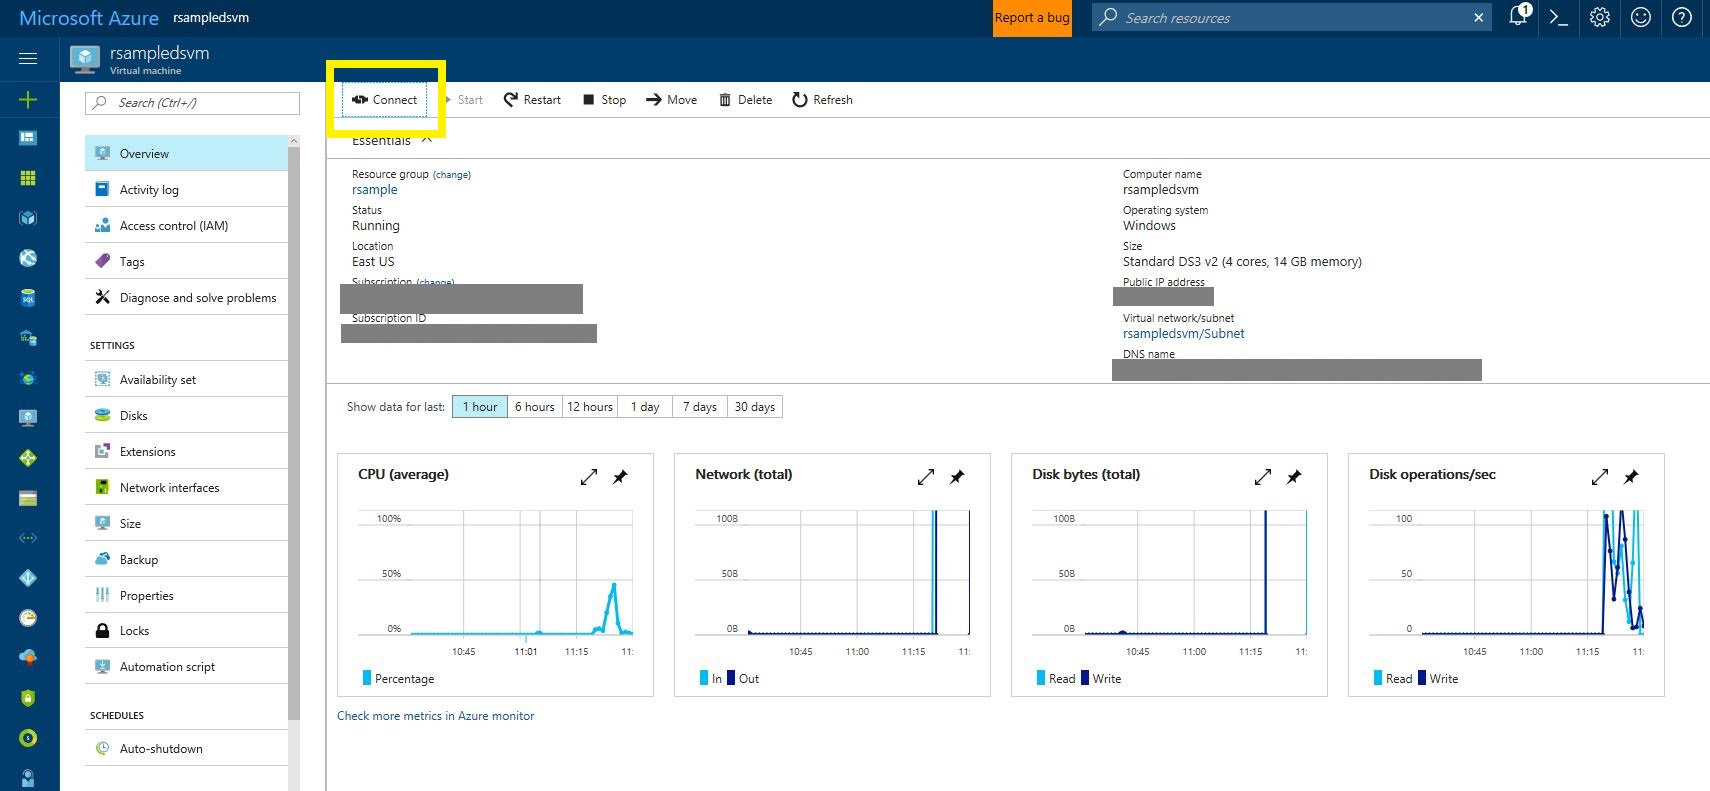 Microsoft Azure rsampledsvm
Report a bug
Search resources
1
rsampledsvm
Virtual machine
Search (Ctrl+/)
Overview
Activity log
Access control (IAM)
Tags
Diagnose and solve problems
SETTINGS
Availability set
Disks
Extensions
Network interfaces
Size
Backup
Properties
Locks
Automation script
SCHEDULES
Auto-shutdown
Connect Start Restart Stop Move Delete Refresh
Essentials
Resource group (change)
rsample
Status
Running
Location
East US
Subscription (change)
Subscription ID
Computer name
rsampledsvm
Operating system
Windows
Size
Standard DS3 v2 (4 cores, 14 GB memory)
Public IP address
Virtual network/subnet
rsampledsvm/Subnet
DNS name
Show data for last: 1 hour 6 hours 12 hours 1 day 7 days 30 days
CPU (average)
100%
50%
0%
10:45 11:01 11:15 11:
Percentage
Network (total)
100B
50B
0B
10:45 11:00 11:15 11:
In Out
Disk bytes (total)
100B
50B
0B
10:45 11:00 11:15 11:
Read Write
Disk operations/sec
100
50
0
10:45 11:00 11:15 11:
Read Write
Check more metrics in Azure monitor